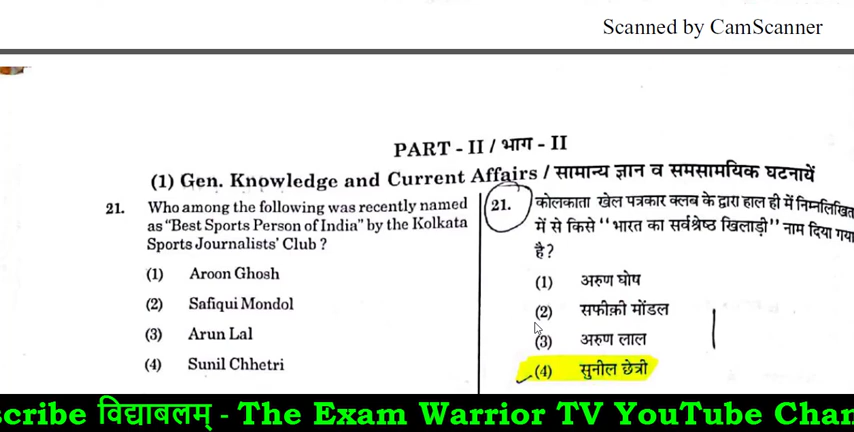 Scanned by CamScanner
PART - II / भाग - II
(1) Gen. Knowledge and Current Affairs / सामान्य ज्ञान व समसामयिक घटनायें
21. Who among the following was recently named
as "Best Sports Person of India" by the Kolkata
Sports Journalists' Club ?
(1) Aroon Ghosh
(2) Safiqui Mondol
(3) Arun Lal
(4) Sunil Chhetri
21. कोलकाता खेल पत्रकार क्लब के द्वारा हाल ही में निम्नलिखित
में से किसे "भारत का सर्वश्रेष्ठ खिलाड़ी" नाम दिया गया
है?
(1) अरुण घोष
(2) सफीक़ी मोंडल
(3) अरुण लाल
(4) सुनील छेत्री
cribe विद्याबलम् - The Exam Warrior TV YouTube Chan